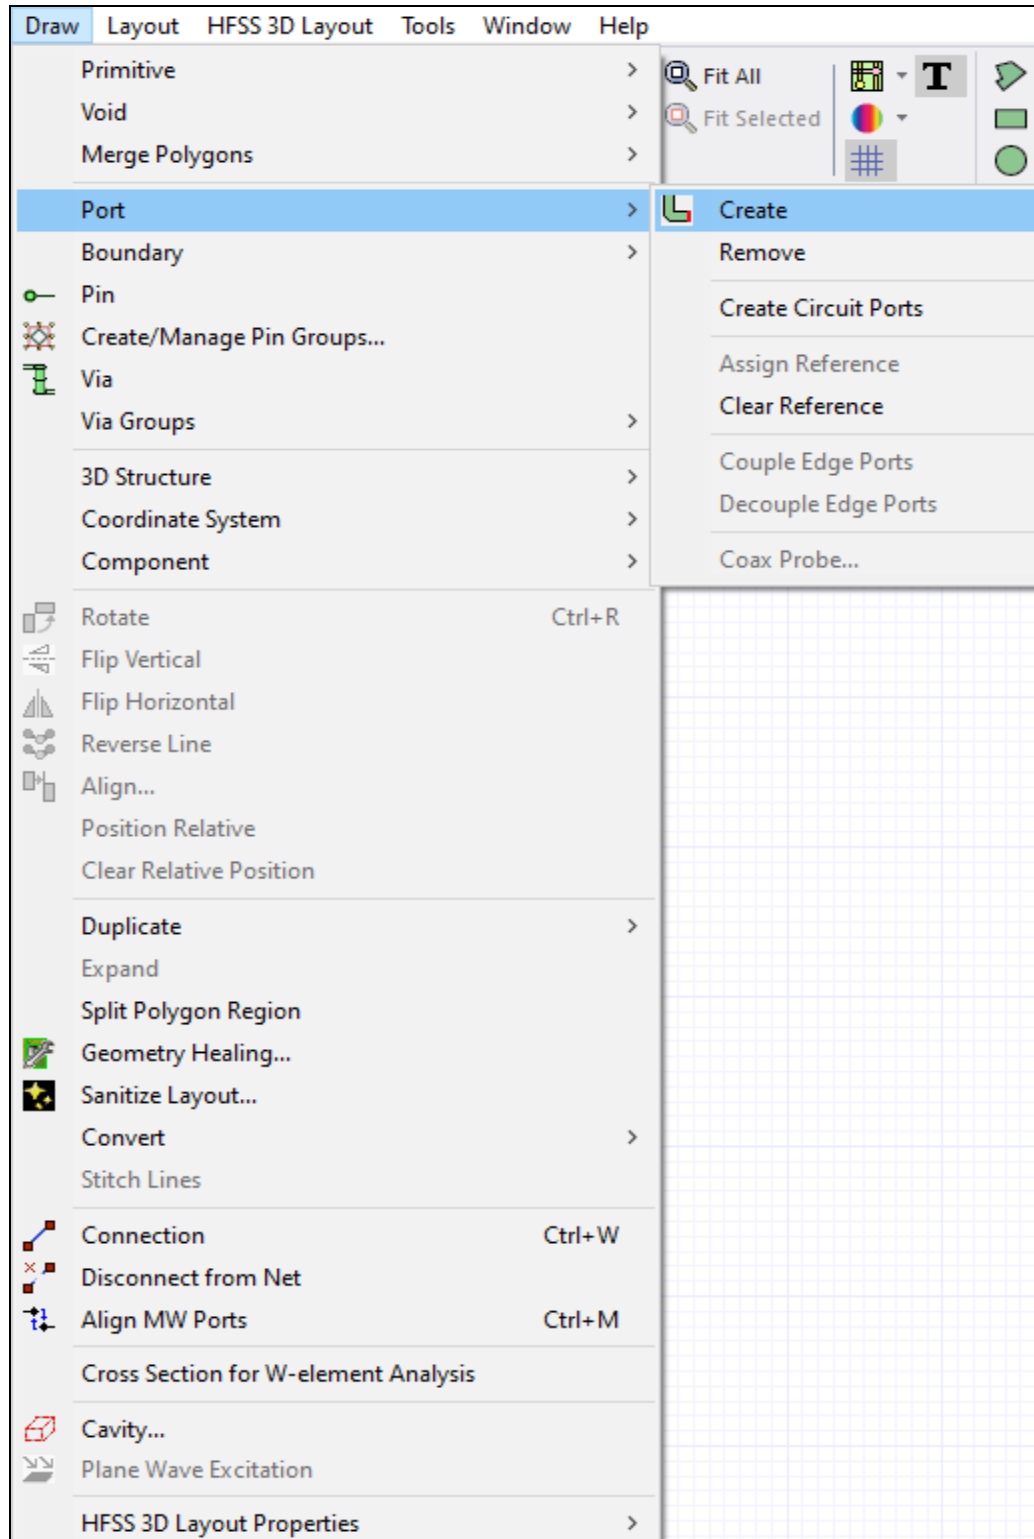 Draw Layout HFSS 3D Layout Tools Window Help
Primitive
Void
Merge Polygons
Fit All
T
Fit Selected
Port
Boundary
Pin
Create/Manage Pin Groups...
Via
Via Groups
3D Structure
Coordinate System
Component
Create
Remove
Create Circuit Ports
Assign Reference
Clear Reference
Couple Edge Ports
Decouple Edge Ports
Coax Probe...
Rotate Ctrl+R
Flip Vertical
Flip Horizontal
Reverse Line
Align...
Position Relative
Clear Relative Position
Duplicate
Expand
Split Polygon Region
Geometry Healing...
Sanitize Layout...
Convert
Stitch Lines
Connection Ctrl+W
Disconnect from Net
Align MW Ports Ctrl+M
Cross Section for W-element Analysis
Cavity...
Plane Wave Excitation
HFSS 3D Layout Properties